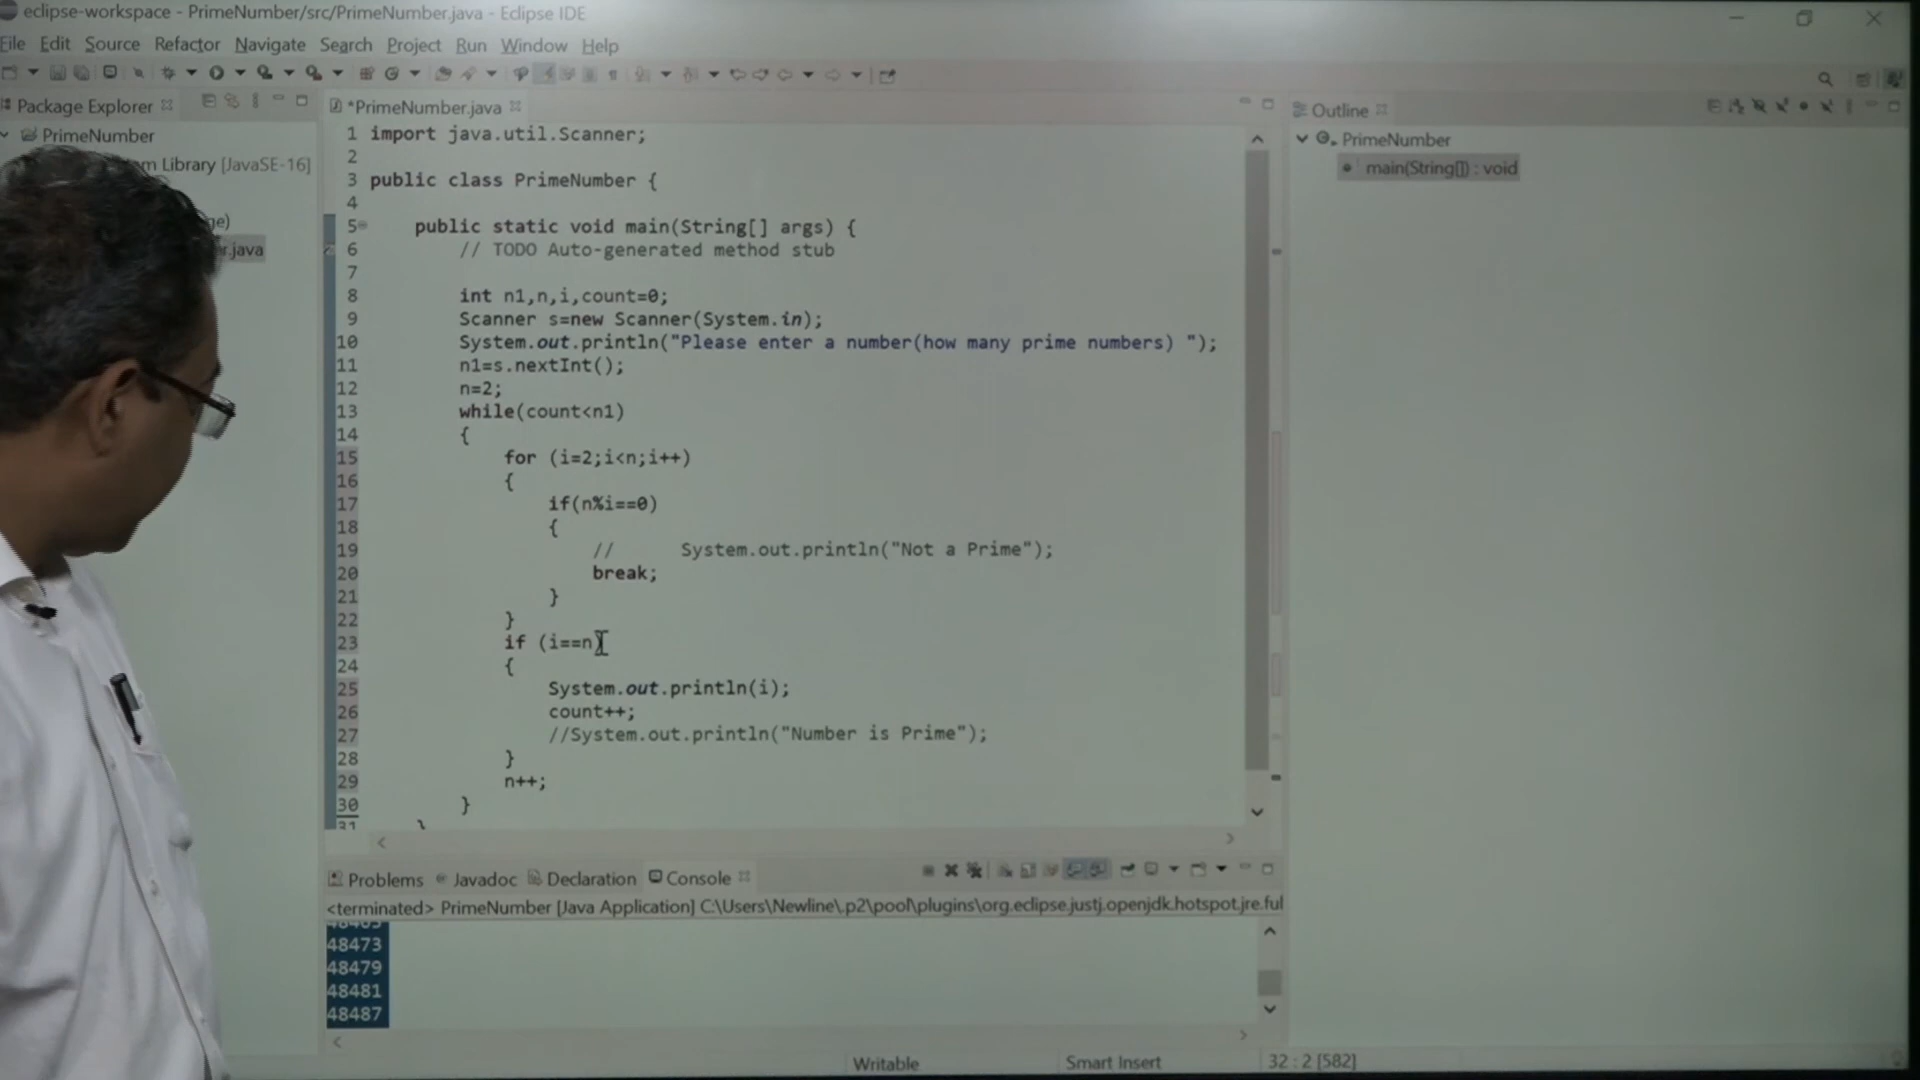 eclipse-workspace - PrimeNumber/src/PrimeNumber.java - Eclipse IDE
File Edit Source Refactor Navigate Search Project Run Window Help
Package Explorer
PrimeNumber
m Library [JavaSE-16]
ge)
r.java
*PrimeNumber.java
1 import java.util.Scanner;
2
3 public class PrimeNumber {
4
5 public static void main(String[] args) {
6 // TODO Auto-generated method stub
7
8 int n1,n,i,count=0;
9 Scanner s=new Scanner(System.in);
10 System.out.println("Please enter a number(how many prime numbers) ");
11 n1=s.nextInt();
12 n=2;
13 while(count<n1)
14 {
15 for (i=2;i<n;i++)
16 {
17 if(n%i==0)
18 {
19 // System.out.println("Not a Prime");
20 break;
21 }
22 }
23 if (i==n)
24 {
25 System.out.println(i);
26 count++;
27 //System.out.println("Number is Prime");
28 }
29 n++;
30 }
31 }
Outline
PrimeNumber
main(String[]) : void
Problems Javadoc Declaration Console
<terminated> PrimeNumber [Java Application] C:\Users\Newline\.p2\pool\plugins\org.eclipse.justj.openjdk.hotspot.jre.ful
48473
48479
48481
48487
Writable Smart Insert 32 : 2 [582]